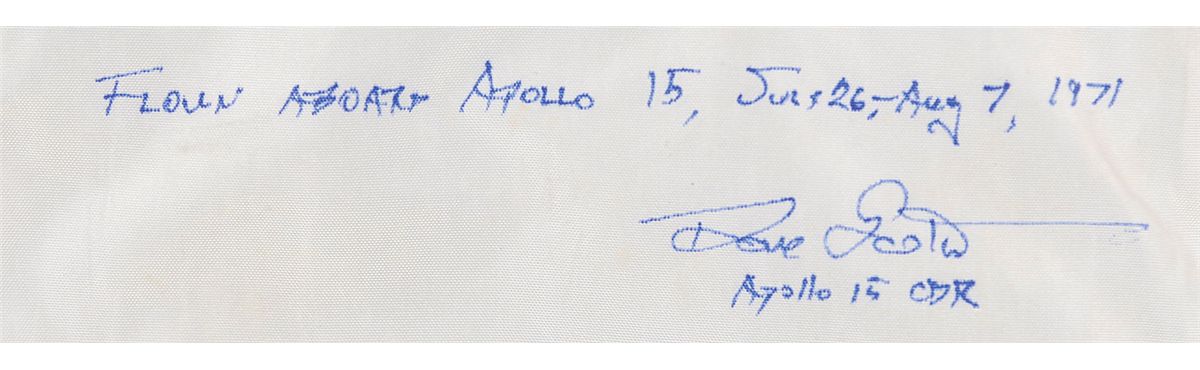 FLOWN ABOARD APOLLO 15, JULY 26,-Aug 7, 1971
Dave Scott
Apollo 15 CDR